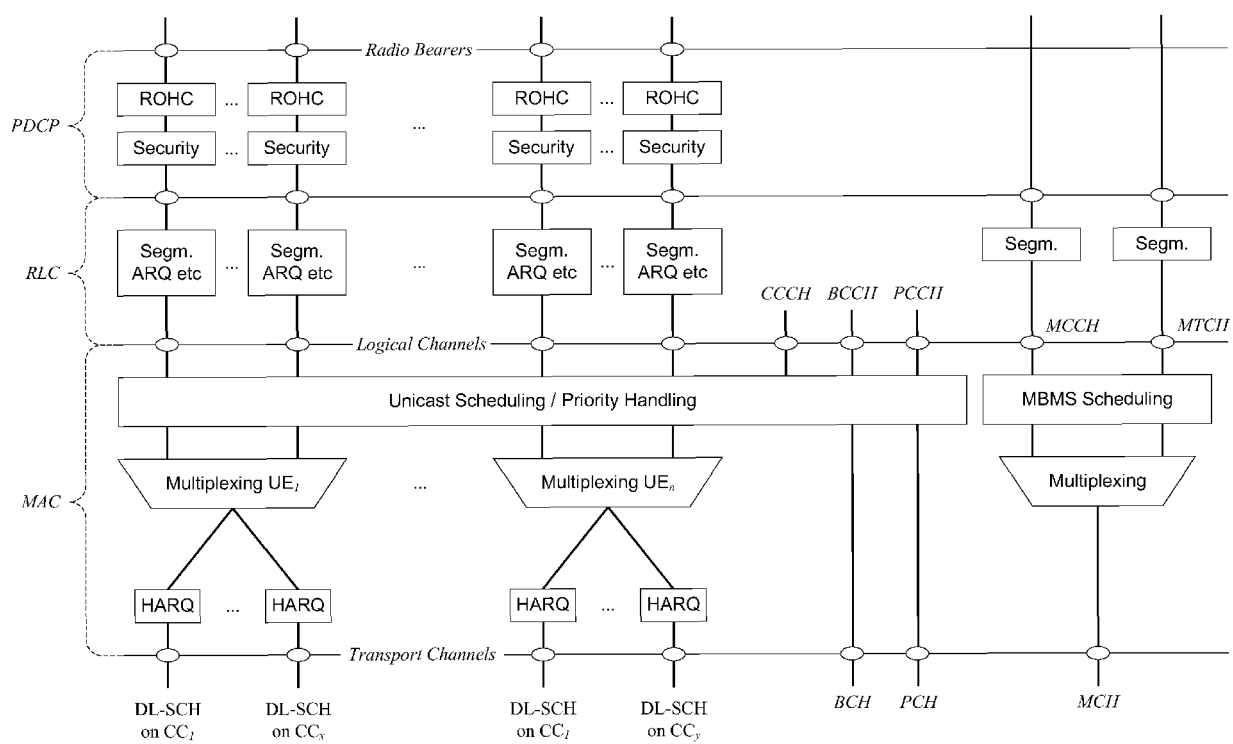 Radio Bearers
ROHC ... ROHC ROHC ... ROHC
PDCP ...
Security ... Security Security ... Security
Segm. Segm. Segm. Segm. Segm. Segm.
ARQ etc ... ARQ etc ... ARQ etc ... ARQ etc
RLC
CCCH BCCH PCCH
Logical Channels MCCH MTCH
Unicast Scheduling / Priority Handling MBMS Scheduling
Multiplexing UE1 ... Multiplexing UEn Multiplexing
MAC
HARQ ... HARQ HARQ ... HARQ
Transport Channels
DL-SCH DL-SCH DL-SCH DL-SCH BCH PCH MCH
on CC1 on CCx on CC1 on CCy